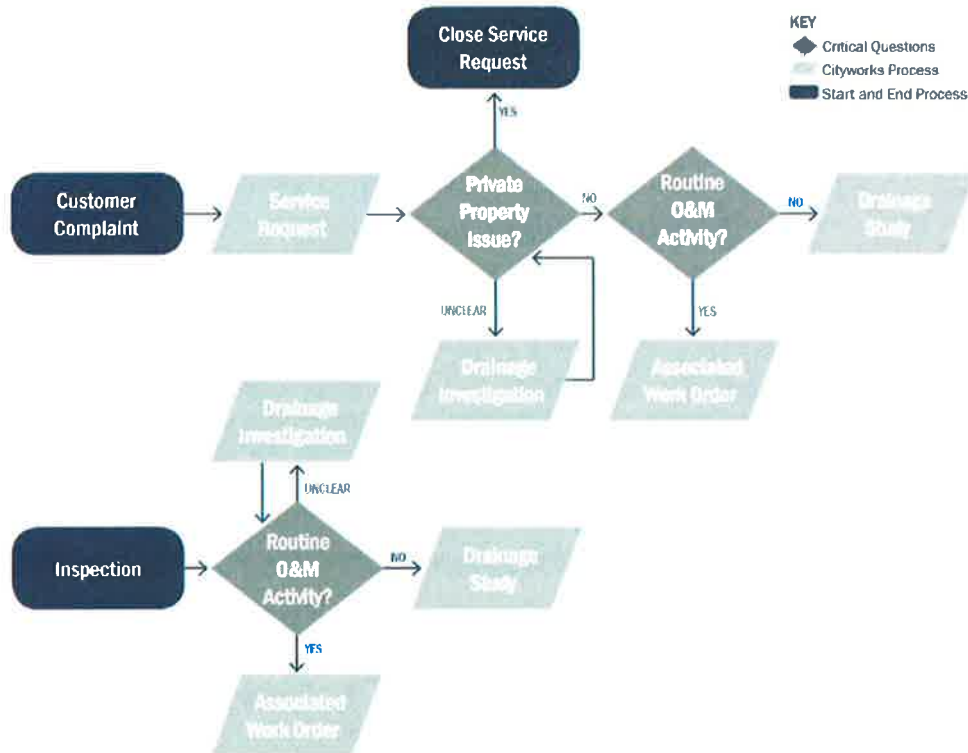 Close Service
Request
KEY
Critical Questions
Cityworks Process
Start and End Process
YES
Customer
Complaint
Service
Request
Private
Property
Issue?
NO
Routine
O&M
Activity?
NO
Drainage
Study
UNCLEAR
YES
Drainage
Investigation
Associated
Work Order
Drainage
Investigation
UNCLEAR
Inspection
Routine
O&M
Activity?
NO
Drainage
Study
YES
Associated
Work Order